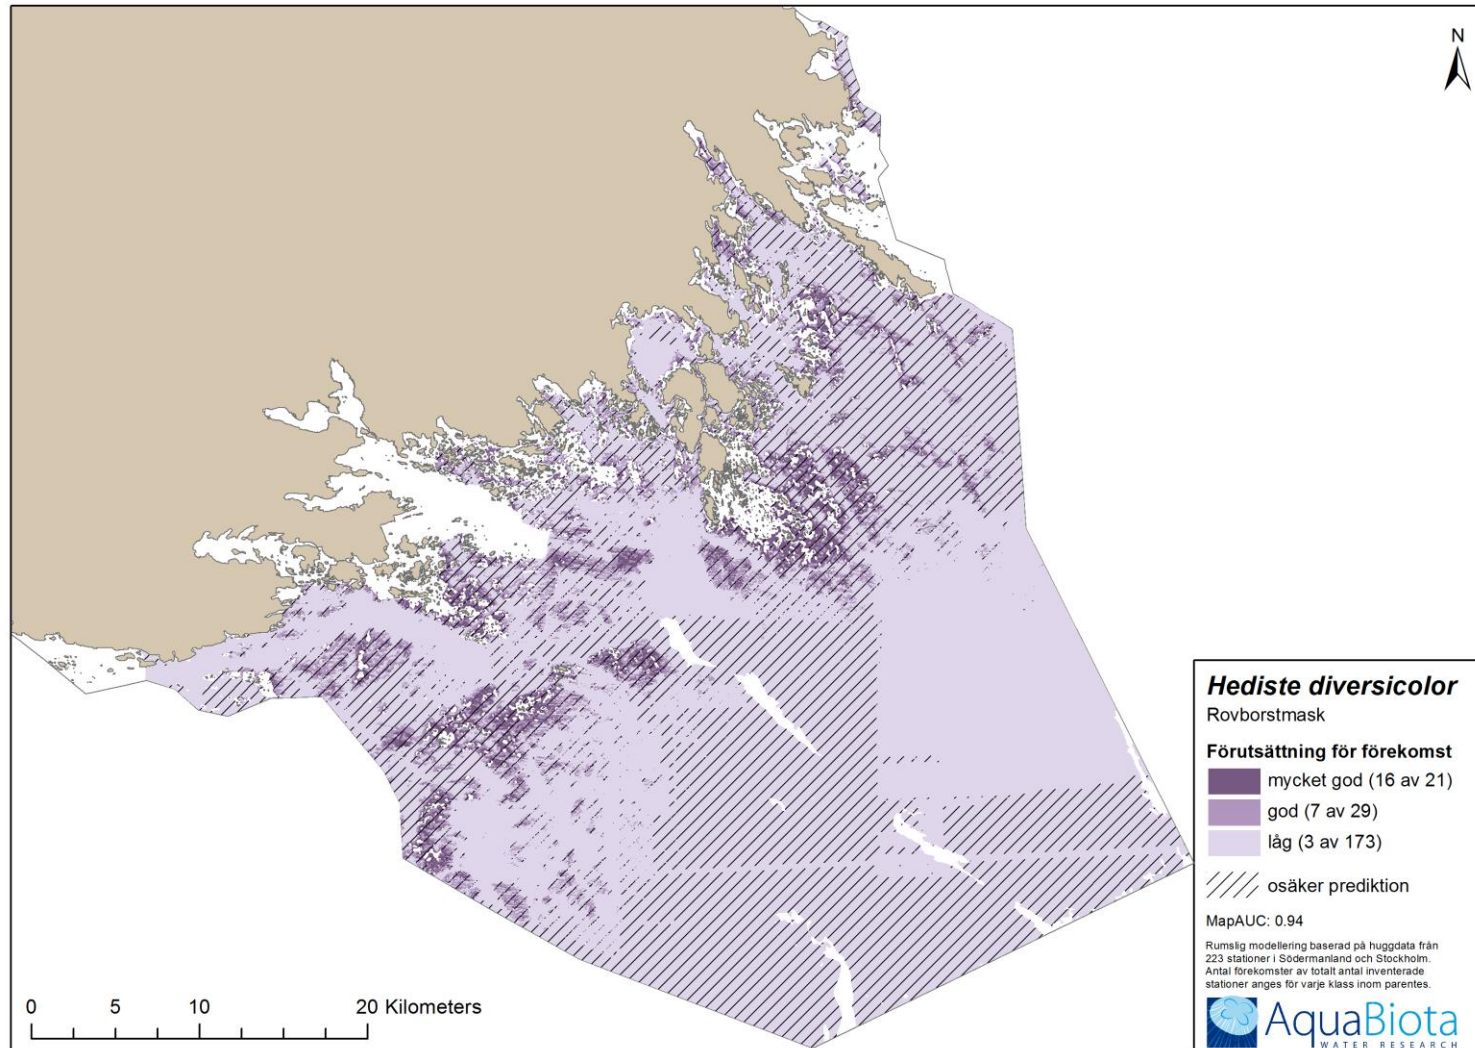 N
Hediste diversicolor
Rovborstmask
Förutsättning för förekomst
mycket god (16 av 21)
god (7 av 29)
låg (3 av 173)
osäker prediktion
MapAUC: 0.94
Rumslig modellering baserad på huggdata från
223 stationer i Södermanland och Stockholm.
Antal förekomster av totalt antal inventerade
stationer anges för varje klass inom parentes.
AquaBiota
WATER RESEARCH
0 5 10 20 Kilometers